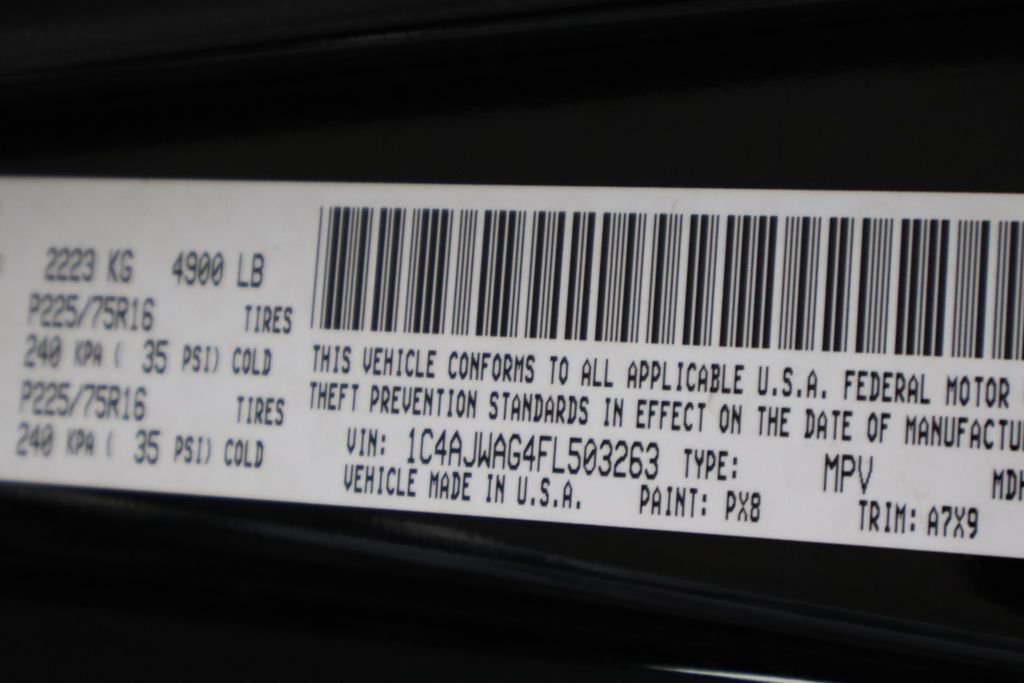 2223 KG 4900 LB
P225/75R16 TIRES
240 KPA ( 35 PSI) COLD
P225/75R16 TIRES
240 KPA ( 35 PSI) COLD
THIS VEHICLE CONFORMS TO ALL APPLICABLE U.S.A. FEDERAL MOTOR
THEFT PREVENTION STANDARDS IN EFFECT ON THE DATE OF MANUFACTU
VIN: 1C4AJWAG4FL503263 TYPE: MPV MDH
VEHICLE MADE IN U.S.A. PAINT: PX8 TRIM: A7X9